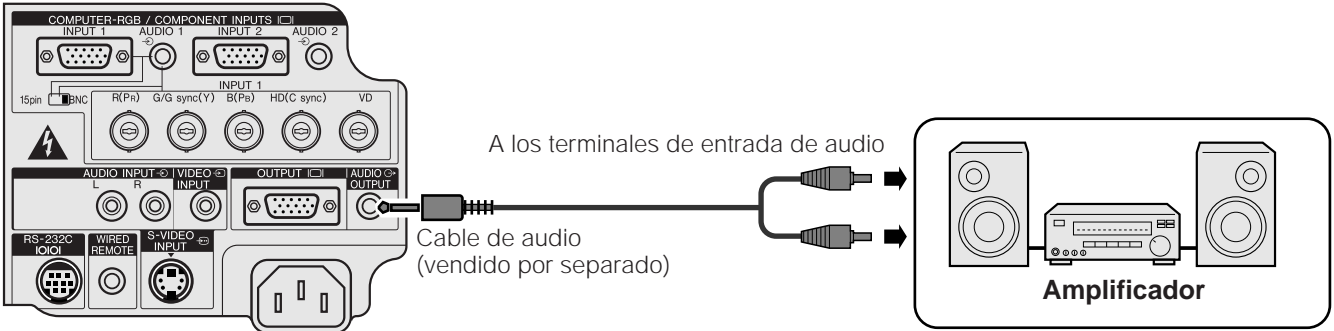 COMPUTER-RGB / COMPONENT INPUTS
INPUT 1 AUDIO 1 INPUT 2 AUDIO 2
INPUT 1
15pin BNC R(PR) G/G sync(Y) B(PB) HD(C sync) VD
A los terminales de entrada de audio
AUDIO INPUT VIDEO INPUT OUTPUT AUDIO OUTPUT
L R
Cable de audio
(vendido por separado)
RS-232C WIRED REMOTE S-VIDEO INPUT
IOIOI
Amplificador